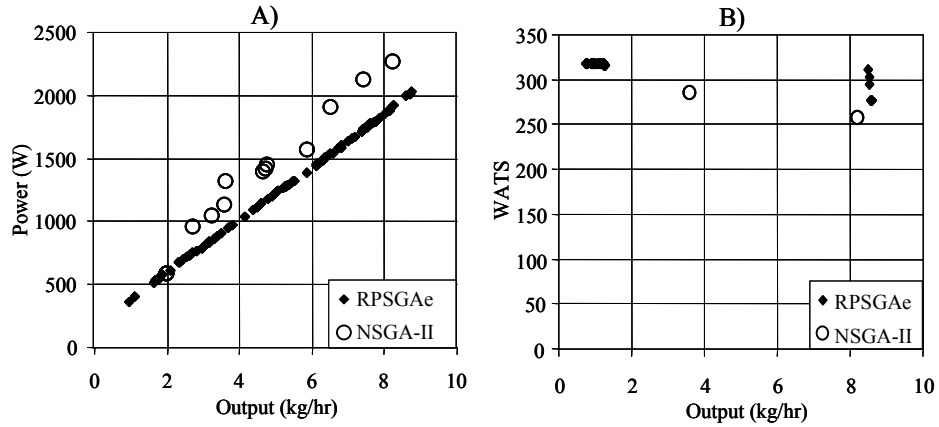 A)
2500
2000
1500
1000
500
0
Power (W)
RPSGAe
NSGA-II
0 2 4 6 8 10
Output (kg/hr)
B)
350
300
250
200
150
100
50
0
WATS
RPSGAe
NSGA-II
0 2 4 6 8 10
Output (kg/hr)